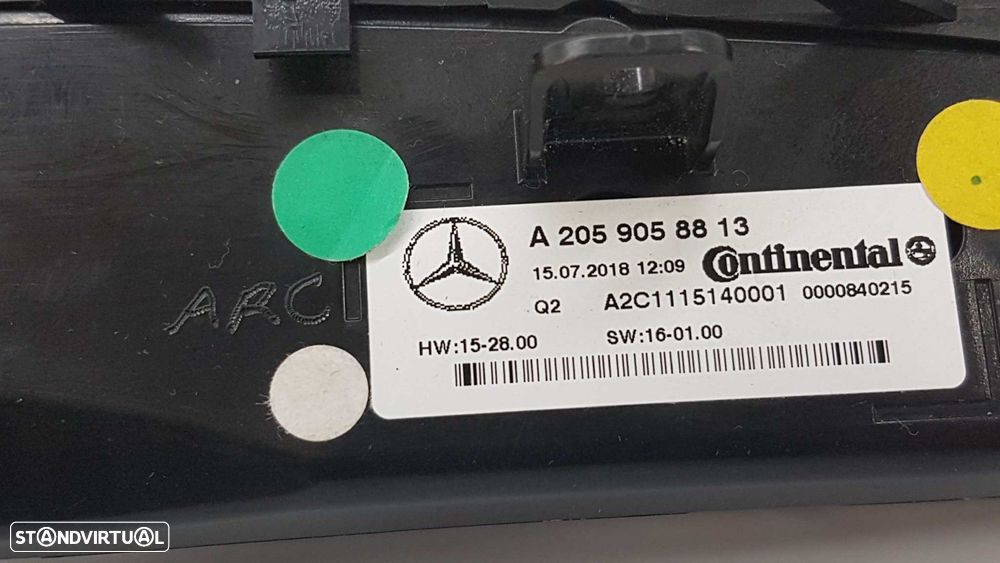 A 205 905 88 13
15.07.2018 12:09 Continental
Q2 A2C1115140001 0000840215
HW:15-28.00 SW:16-01.00
ARC
STANDVIRTUAL